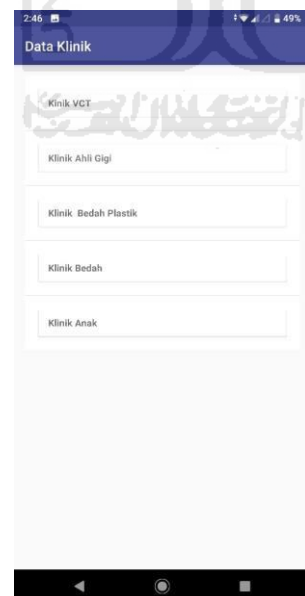 2:46 49%
Data Klinik
Kinik VCT
Klinik Ahli Gigi
Klinik Bedah Plastik
Klinik Bedah
Klinik Anak